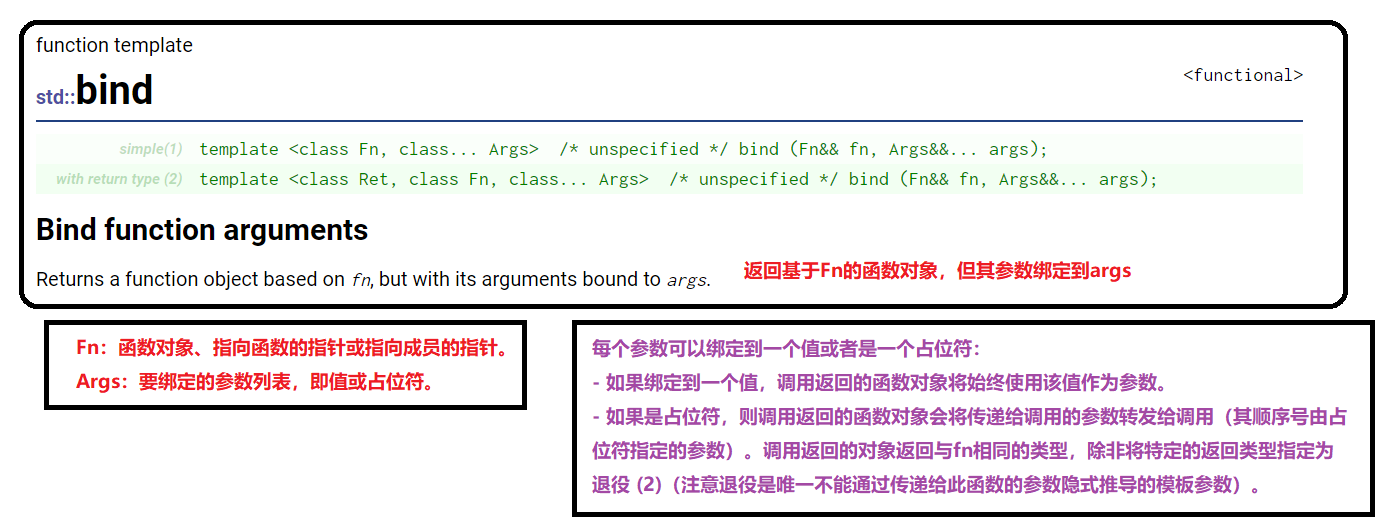 function template
std::bind
<functional>
simple(1) template <class Fn, class... Args>  /* unspecified */ bind (Fn&& fn, Args&&... args);
with return type (2) template <class Ret, class Fn, class... Args>  /* unspecified */ bind (Fn&& fn, Args&&... args);
Bind function arguments
Returns a function object based on fn, but with its arguments bound to args. 返回基于Fn的函数对象，但其参数绑定到args
Fn：函数对象、指向函数的指针或指向成员的指针。
Args：要绑定的参数列表，即值或占位符。
每个参数可以绑定到一个值或者是一个占位符：
- 如果绑定到一个值，调用返回的函数对象将始终使用该值作为参数。
- 如果是占位符，则调用返回的函数对象会将传递给调用的参数转发给调用（其顺序号由占
位符指定的参数）。调用返回的对象返回与fn相同的类型，除非将特定的返回类型指定为
退役 (2)（注意退役是唯一不能通过传递给此函数的参数隐式推导的模板参数）。